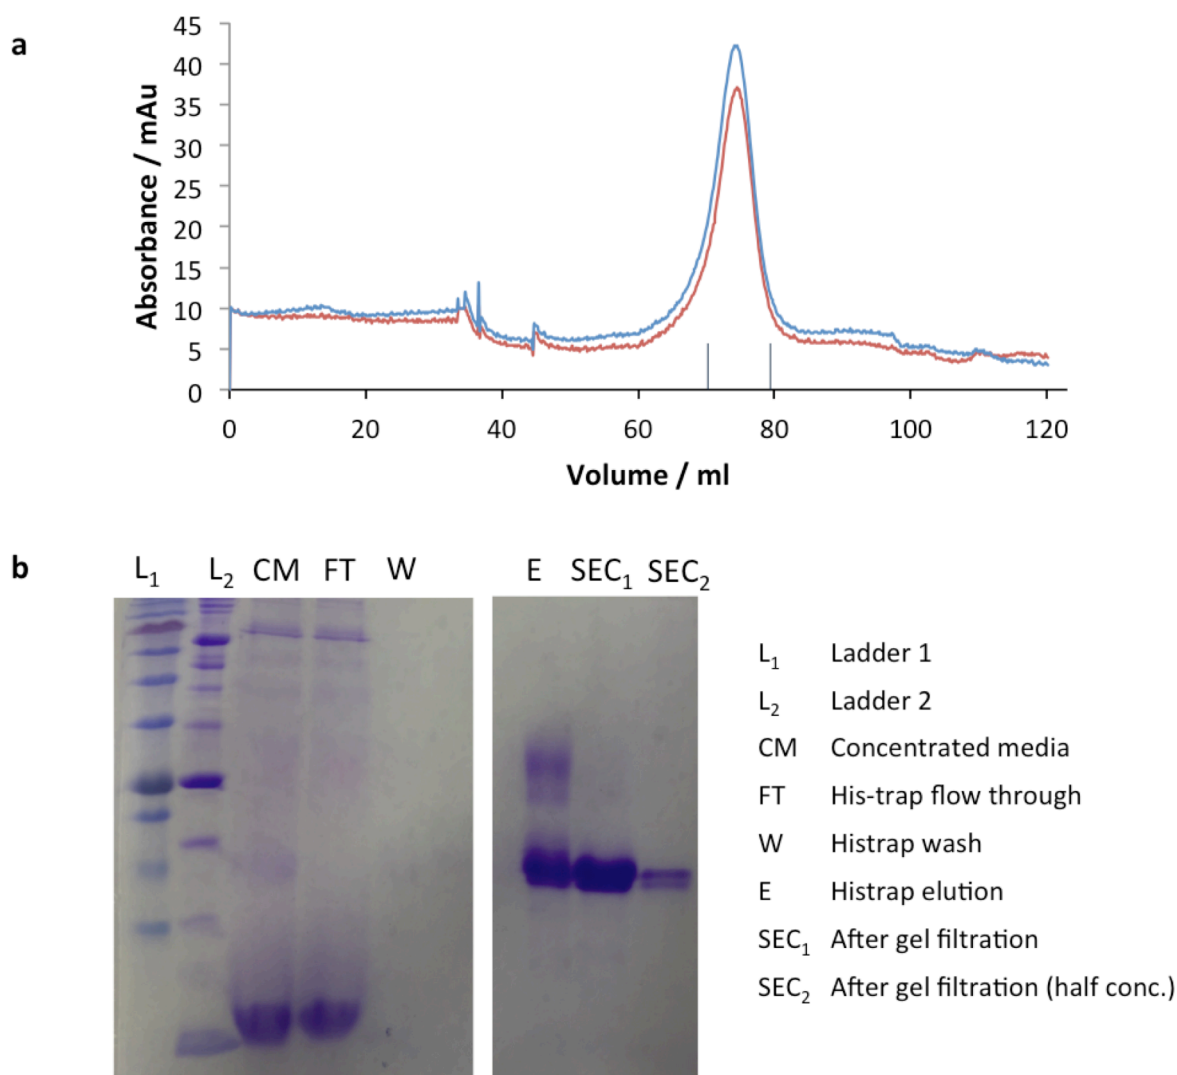 a
Absorbance / mAu
45
40
35
30
25
20
15
10
5
0
0 20 40 60 80 100 120
Volume / ml
b
L1 L2 CM FT W E SEC1 SEC2
L1 Ladder 1
L2 Ladder 2
CM Concentrated media
FT His-trap flow through
W Histrap wash
E Histrap elution
SEC1 After gel filtration
SEC2 After gel filtration (half conc.)